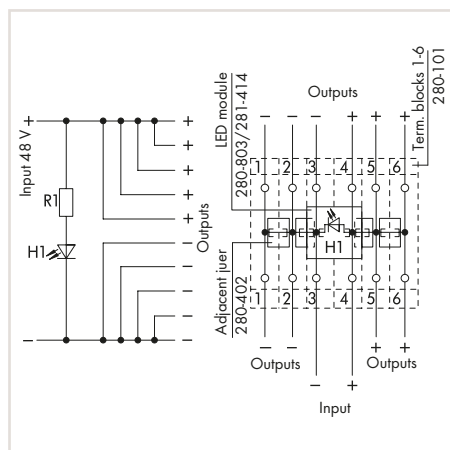 Input 48 V
+
R1
H1
−
+
+
+
+
+
Outputs
−
−
−
−
−
LED module
280-803/281-414
Adjacent juer
280-402
Term. blocks 1-6
280-101
Outputs
− − − + + +
1 2 3 4 5 6
H1
1 2 3 4 5 6
− − + +
Outputs Outputs
− +
Input